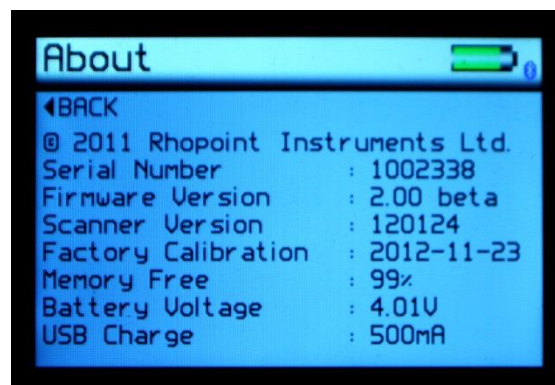 About
◀BACK
© 2011 Rhopoint Instruments Ltd.
Serial Number : 1002338
Firmware Version : 2.00 beta
Scanner Version : 120124
Factory Calibration : 2012-11-23
Memory Free : 99%
Battery Voltage : 4.01V
USB Charge : 500mA